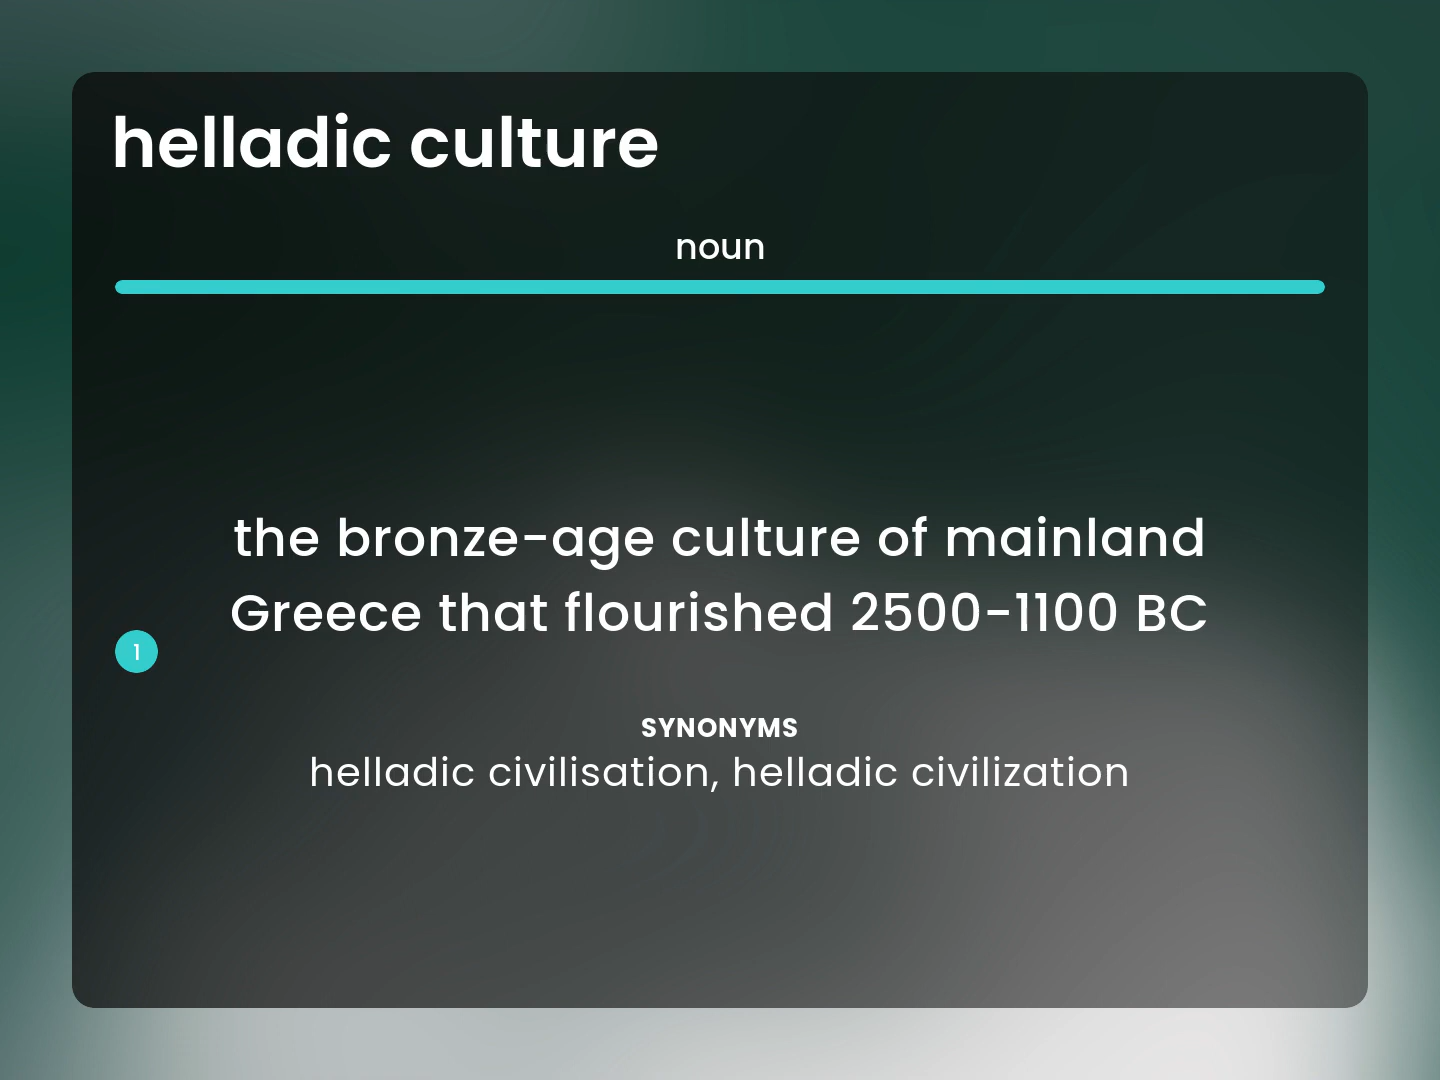 helladic culture
noun
the bronze-age culture of mainland
Greece that flourished 2500-1100 BC
1
SYNONYMS
helladic civilisation, helladic civilization